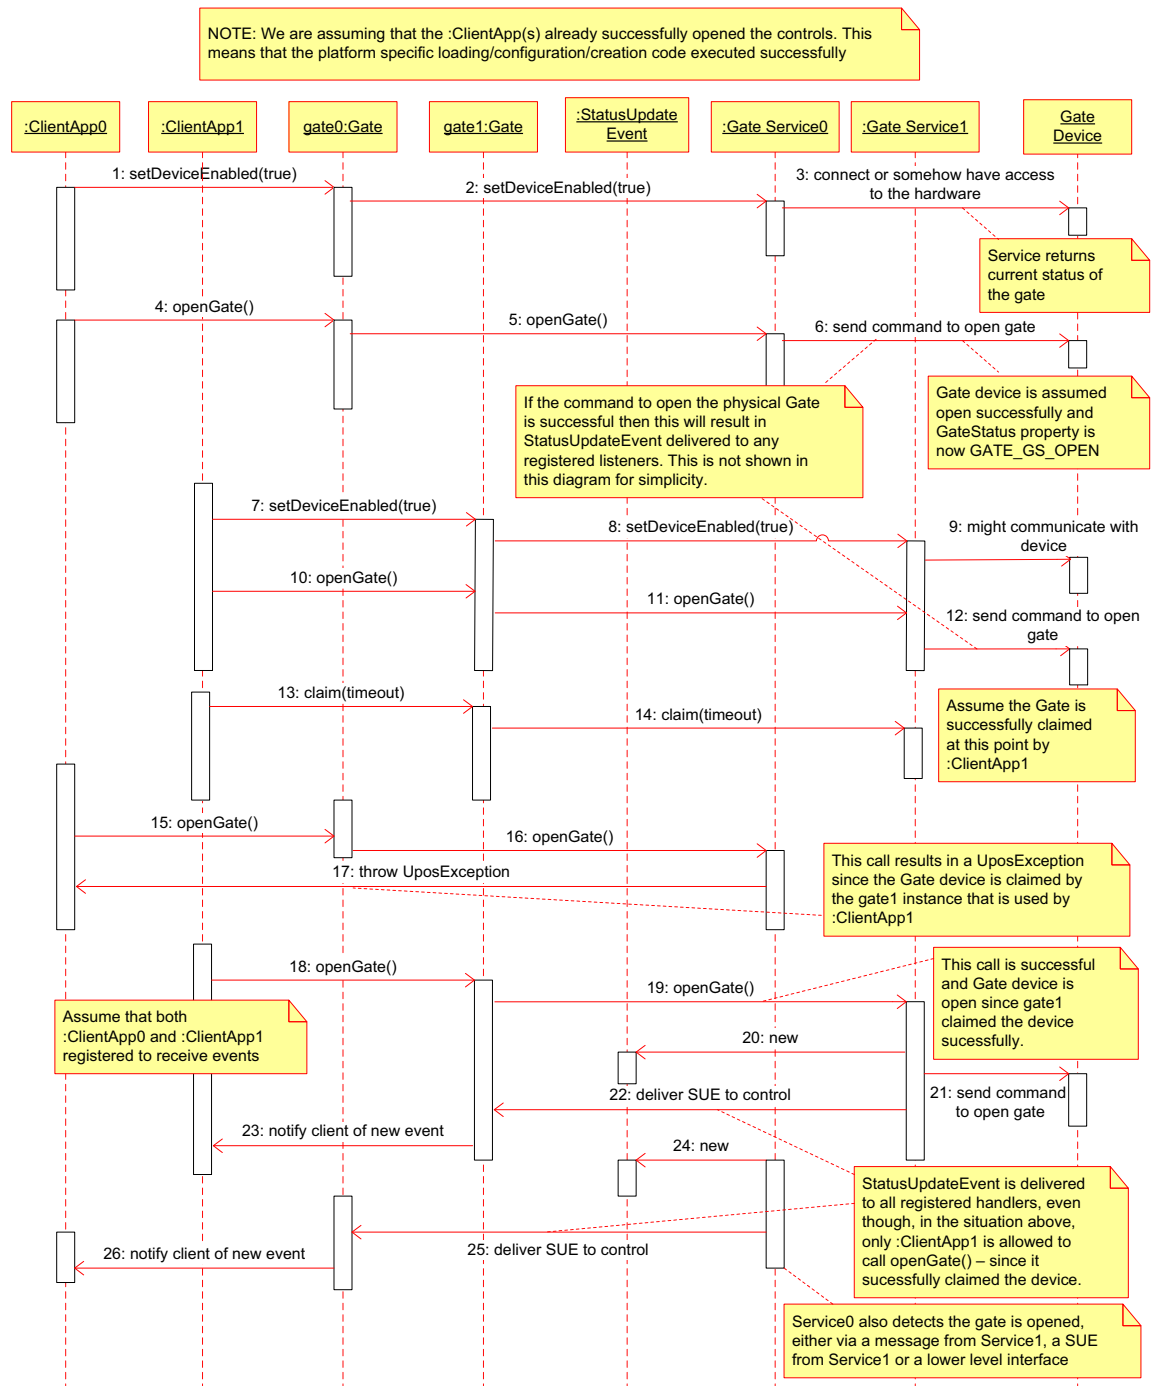 NOTE: We are assuming that the :ClientApp(s) already successfully opened the controls. This
means that the platform specific loading/configuration/creation code executed successfully
:ClientApp0
:ClientApp1
gate0:Gate
gate1:Gate
:StatusUpdate
Event
:Gate Service0
:Gate Service1
Gate
Device
1: setDeviceEnabled(true)
2: setDeviceEnabled(true)
3: connect or somehow have access
to the hardware
Service returns
current status of
the gate
4: openGate()
5: openGate()
6: send command to open gate
Gate device is assumed
open successfully and
GateStatus property is
now GATE_GS_OPEN
If the command to open the physical Gate
is successful then this will result in
StatusUpdateEvent delivered to any
registered listeners. This is not shown in
this diagram for simplicity.
7: setDeviceEnabled(true)
8: setDeviceEnabled(true)
9: might communicate with
device
10: openGate()
11: openGate()
12: send command to open
gate
13: claim(timeout)
14: claim(timeout)
Assume the Gate is
successfully claimed
at this point by
:ClientApp1
15: openGate()
16: openGate()
17: throw UposException
This call results in a UposException
since the Gate device is claimed by
the gate1 instance that is used by
:ClientApp1
18: openGate()
19: openGate()
This call is successful
and Gate device is
open since gate1
claimed the device
sucessfully.
Assume that both
:ClientApp0 and :ClientApp1
registered to receive events
20: new
21: send command
to open gate
22: deliver SUE to control
23: notify client of new event
24: new
StatusUpdateEvent is delivered
to all registered handlers, even
though, in the situation above,
only :ClientApp1 is allowed to
call openGate() – since it
sucessfully claimed the device.
25: deliver SUE to control
26: notify client of new event
Service0 also detects the gate is opened,
either via a message from Service1, a SUE
from Service1 or a lower level interface